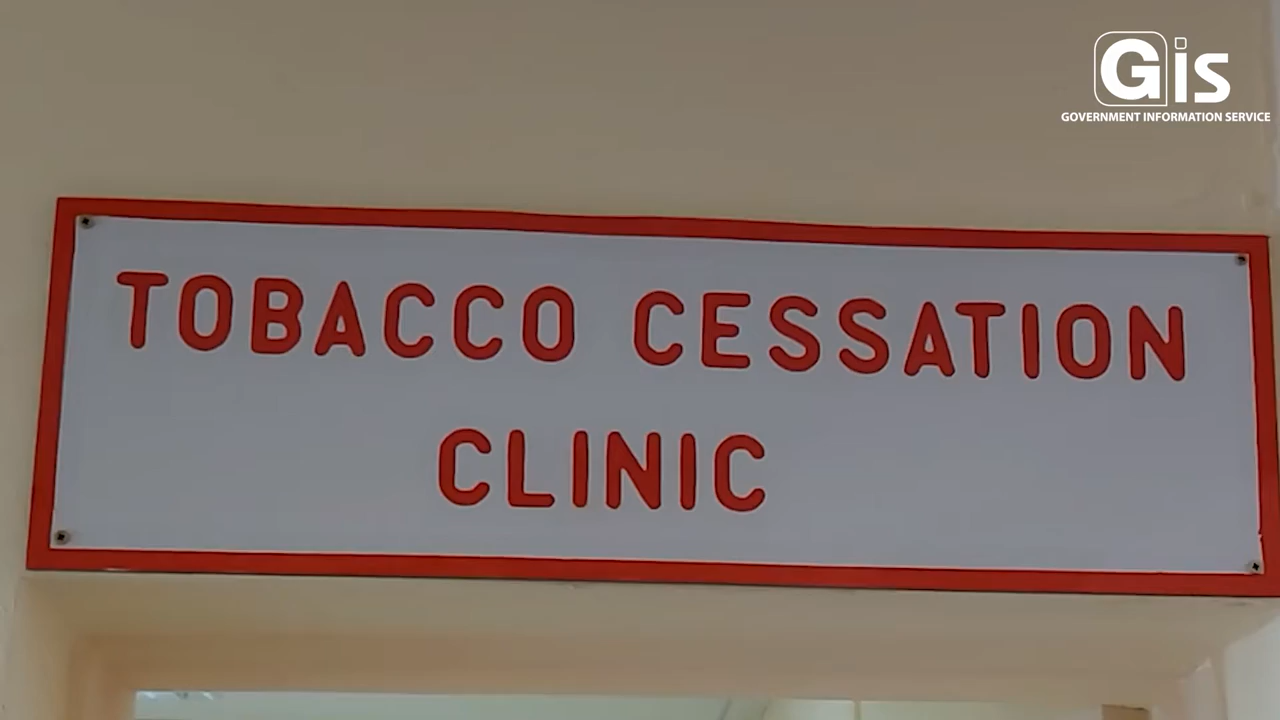 Gis
GOVERNMENT INFORMATION SERVICE
TOBACCO CESSATION
CLINIC